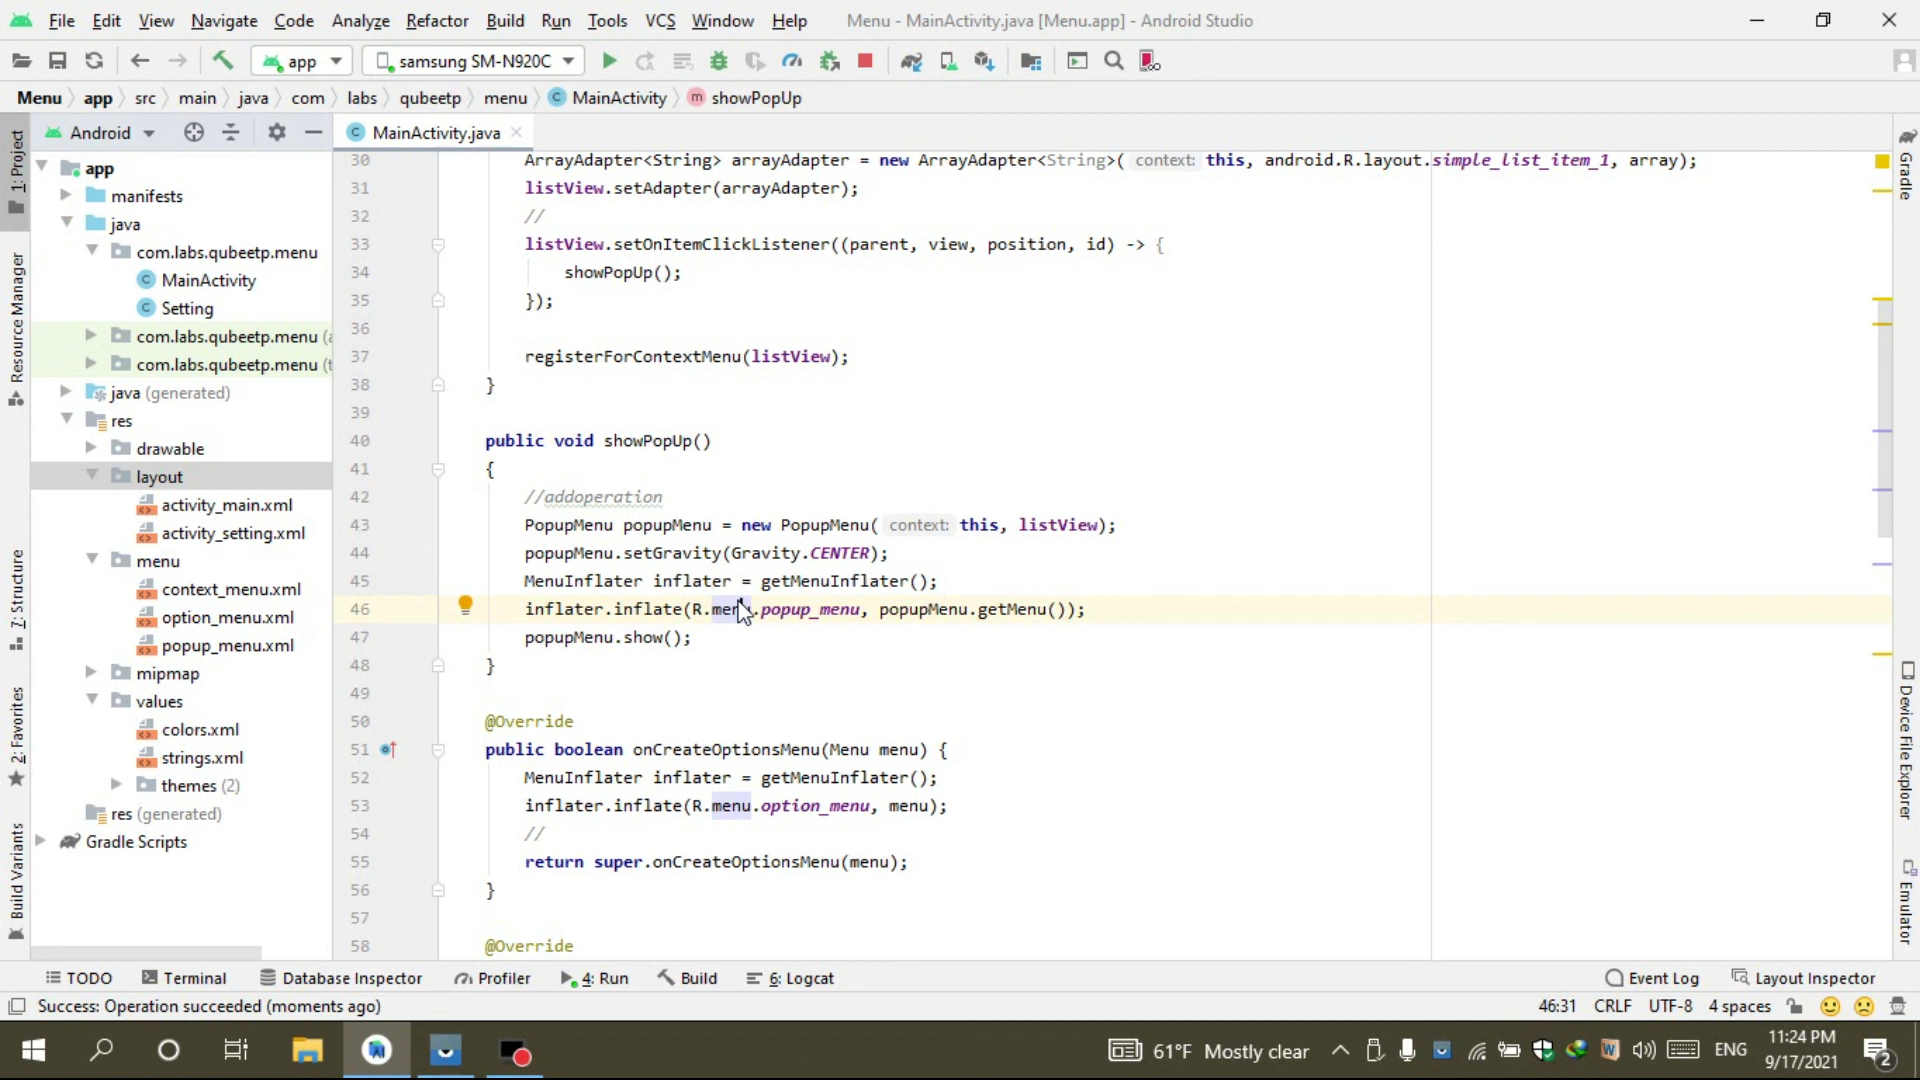 File Edit View Navigate Code Analyze Refactor Build Run Tools VCS Window Help Menu - MainActivity.java [Menu.app] - Android Studio
app samsung SM-N920C
Menu app src main java com labs qubeetp menu MainActivity showPopUp
Android
MainActivity.java
1: Project
Resource Manager
7: Structure
2: Favorites
Build Variants
app
manifests
java
com.labs.qubeetp.menu
MainActivity
Setting
com.labs.qubeetp.menu (
com.labs.qubeetp.menu (
java (generated)
res
drawable
layout
activity_main.xml
activity_setting.xml
menu
context_menu.xml
option_menu.xml
popup_menu.xml
mipmap
values
colors.xml
strings.xml
themes (2)
res (generated)
Gradle Scripts
30 ArrayAdapter<String> arrayAdapter = new ArrayAdapter<String>( context: this, android.R.layout.simple_list_item_1, array);
31 listView.setAdapter(arrayAdapter);
32 //
33 listView.setOnItemClickListener((parent, view, position, id) -> {
34 showPopUp();
35 });
36
37 registerForContextMenu(listView);
38 }
39
40 public void showPopUp()
41 {
42 //addoperation
43 PopupMenu popupMenu = new PopupMenu( context: this, listView);
44 popupMenu.setGravity(Gravity.CENTER);
45 MenuInflater inflater = getMenuInflater();
46 inflater.inflate(R.menu.popup_menu, popupMenu.getMenu());
47 popupMenu.show();
48 }
49
50 @Override
51 public boolean onCreateOptionsMenu(Menu menu) {
52 MenuInflater inflater = getMenuInflater();
53 inflater.inflate(R.menu.option_menu, menu);
54 //
55 return super.onCreateOptionsMenu(menu);
56 }
57
58 @Override
Gradle
Device File Explorer
Emulator
TODO Terminal Database Inspector Profiler 4: Run Build 6: Logcat Event Log Layout Inspector
Success: Operation succeeded (moments ago) 46:31 CRLF UTF-8 4 spaces
61°F Mostly clear ENG 11:24 PM
9/17/2021
2